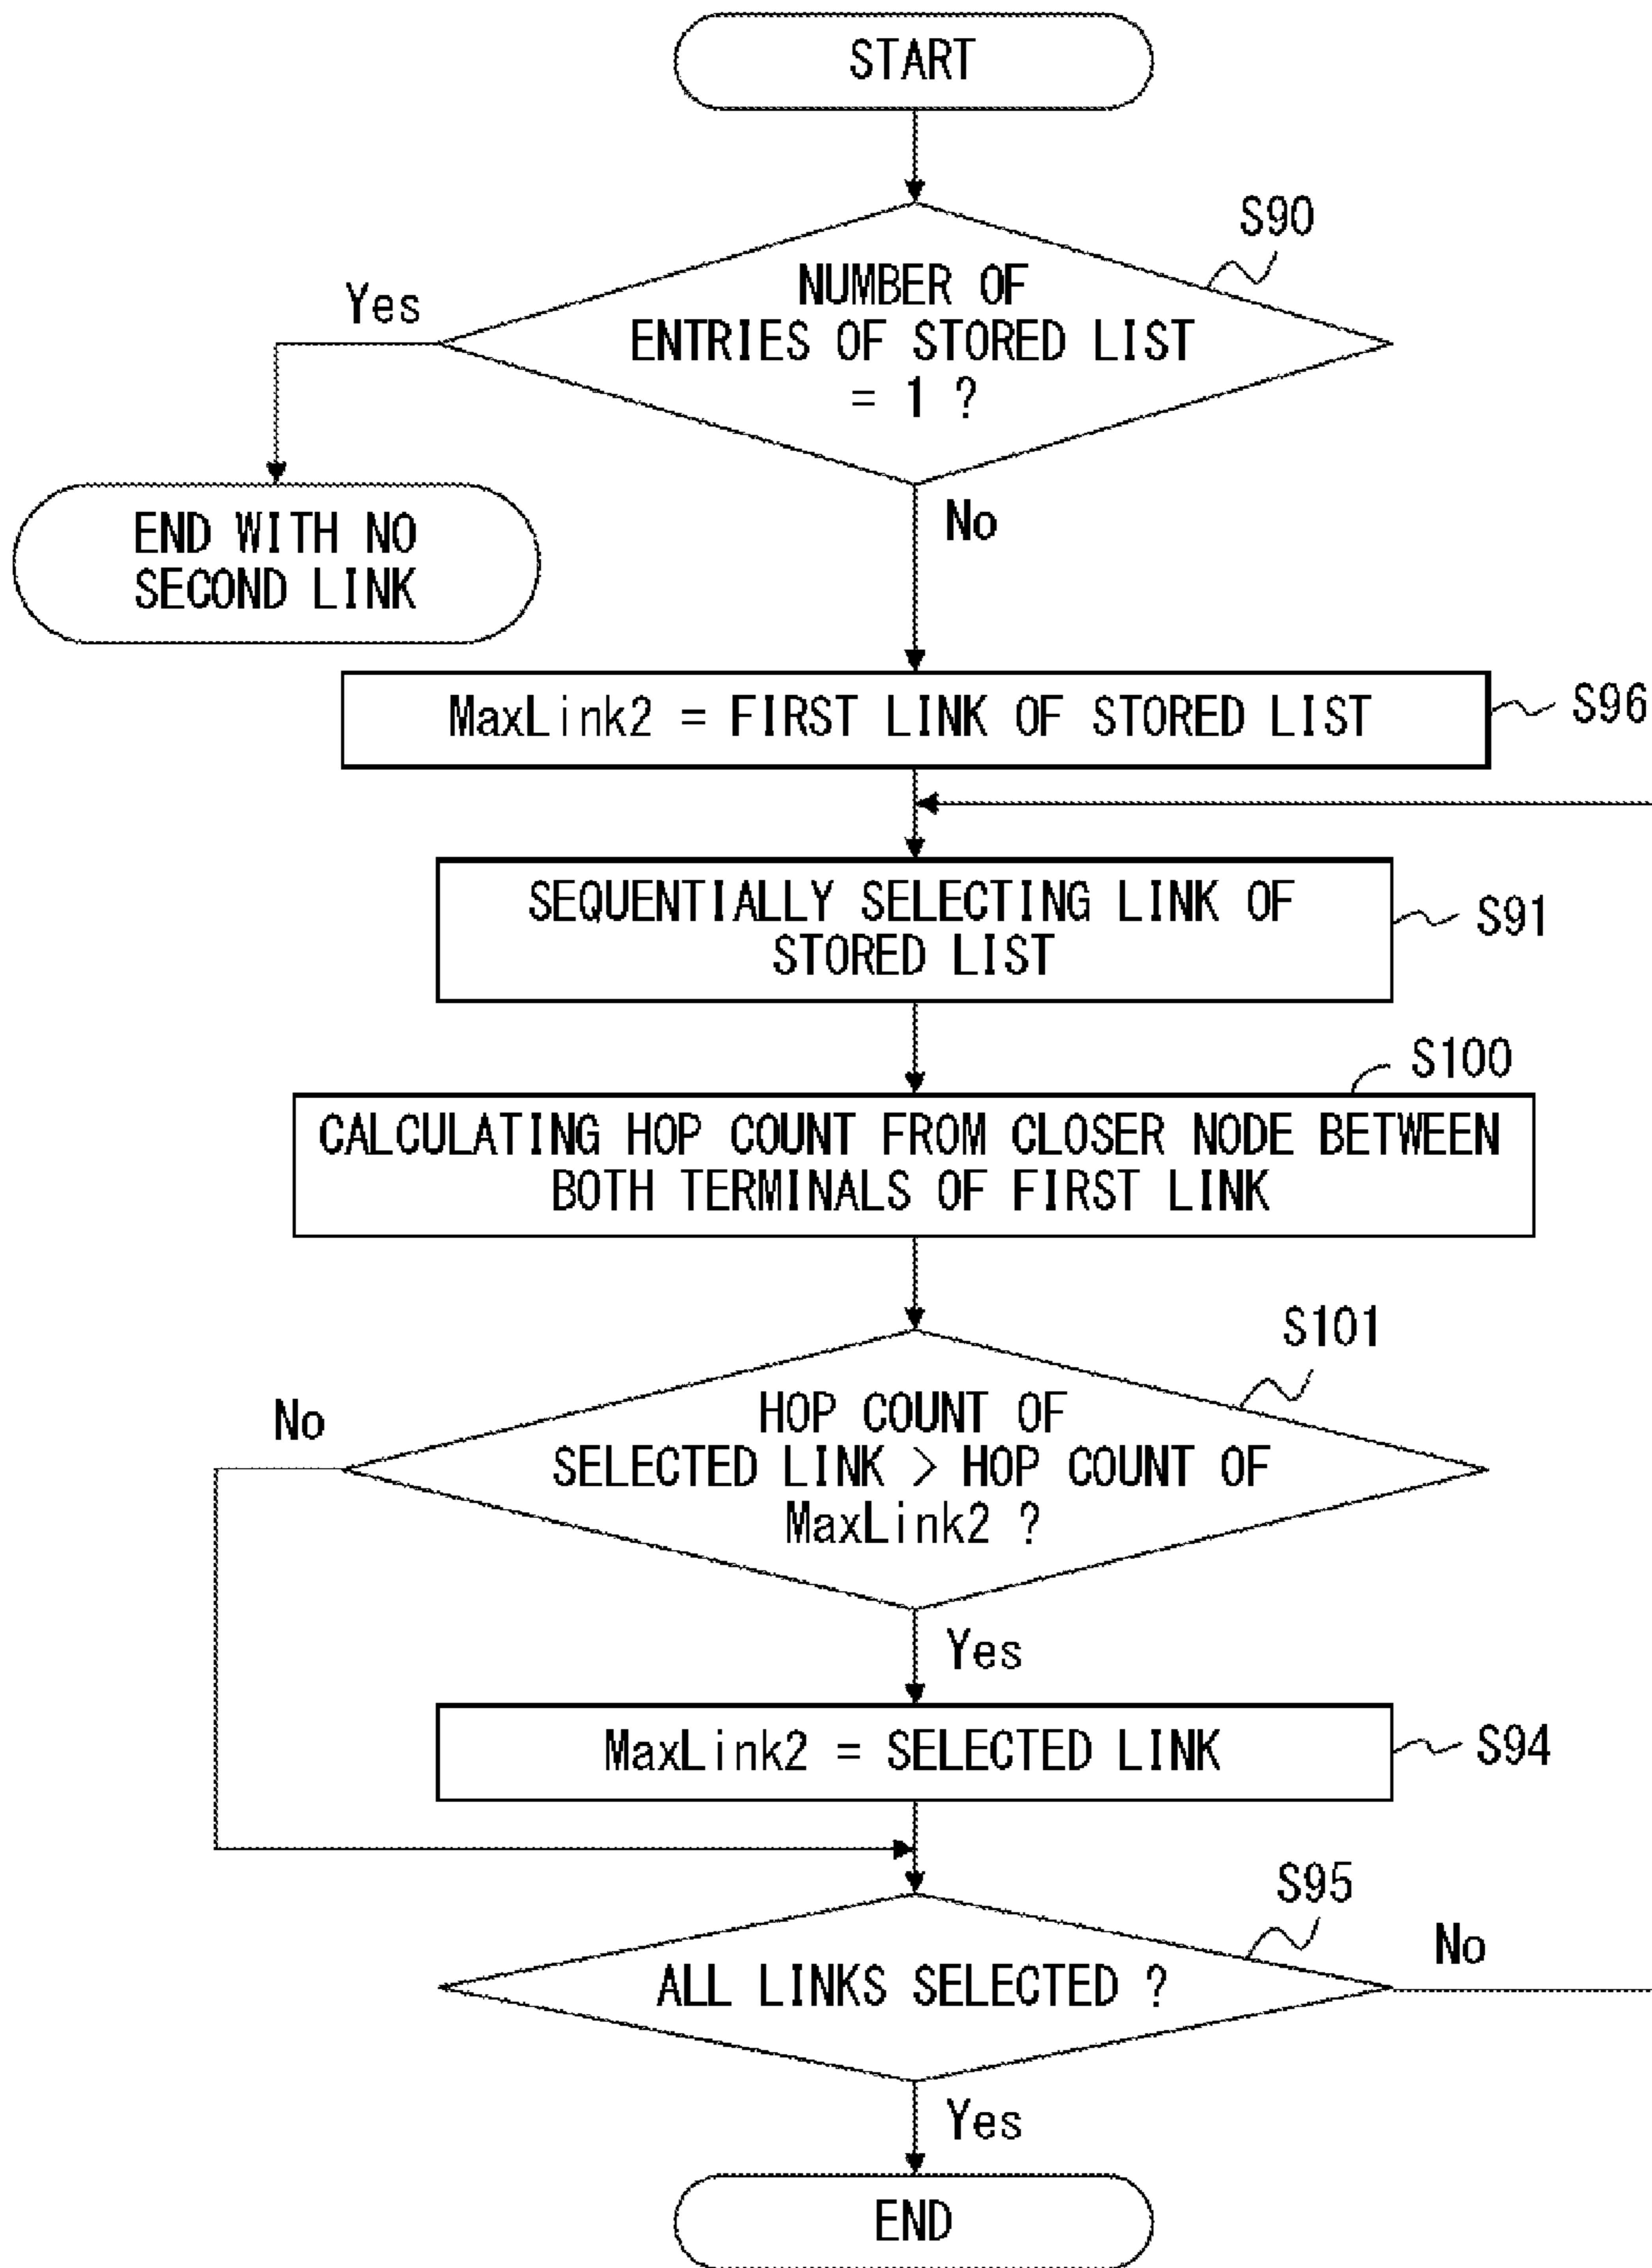 START
S90
Yes
NUMBER OF
ENTRIES OF STORED LIST
= 1 ?
END WITH NO
SECOND LINK
No
MaxLink2 = FIRST LINK OF STORED LIST
S96
SEQUENTIALLY SELECTING LINK OF
STORED LIST
S91
S100
CALCULATING HOP COUNT FROM CLOSER NODE BETWEEN
BOTH TERMINALS OF FIRST LINK
S101
No
HOP COUNT OF
SELECTED LINK > HOP COUNT OF
MaxLink2 ?
Yes
MaxLink2 = SELECTED LINK
S94
S95
No
ALL LINKS SELECTED ?
Yes
END